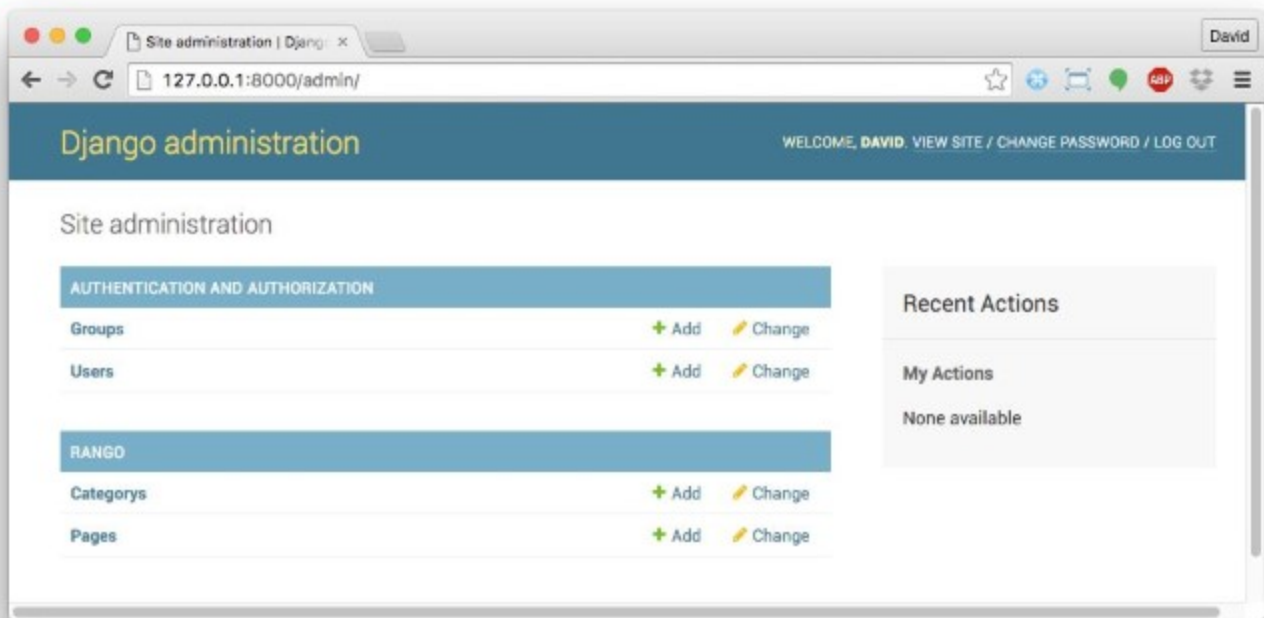 Site administration | Djang
David
127.0.0.1:8000/admin/
ABP
Django administration
WELCOME, DAVID. VIEW SITE / CHANGE PASSWORD / LOG OUT
Site administration
AUTHENTICATION AND AUTHORIZATION
Groups + Add Change
Users + Add Change
RANGO
Categorys + Add Change
Pages + Add Change
Recent Actions
My Actions
None available